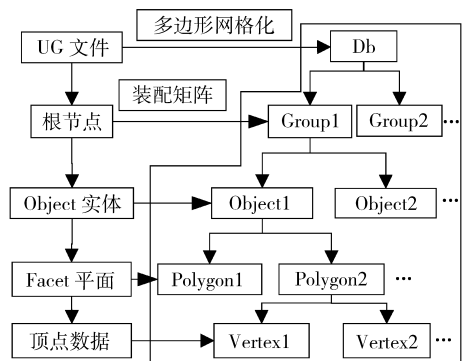 多边形网格化
UG 文件
Db
装配矩阵
根节点
Group1
Group2
...
Object 实体
Object1
Object2
...
Facet 平面
Polygon1
Polygon2
...
顶点数据
Vertex1
Vertex2
...